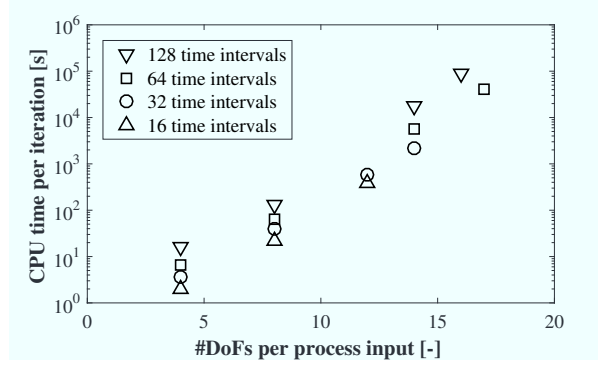 10^6
10^5
10^4
10^3
10^2
10^1
10^0
CPU time per iteration [s]
128 time intervals
64 time intervals
32 time intervals
16 time intervals
0 5 10 15 20
#DoFs per process input [-]